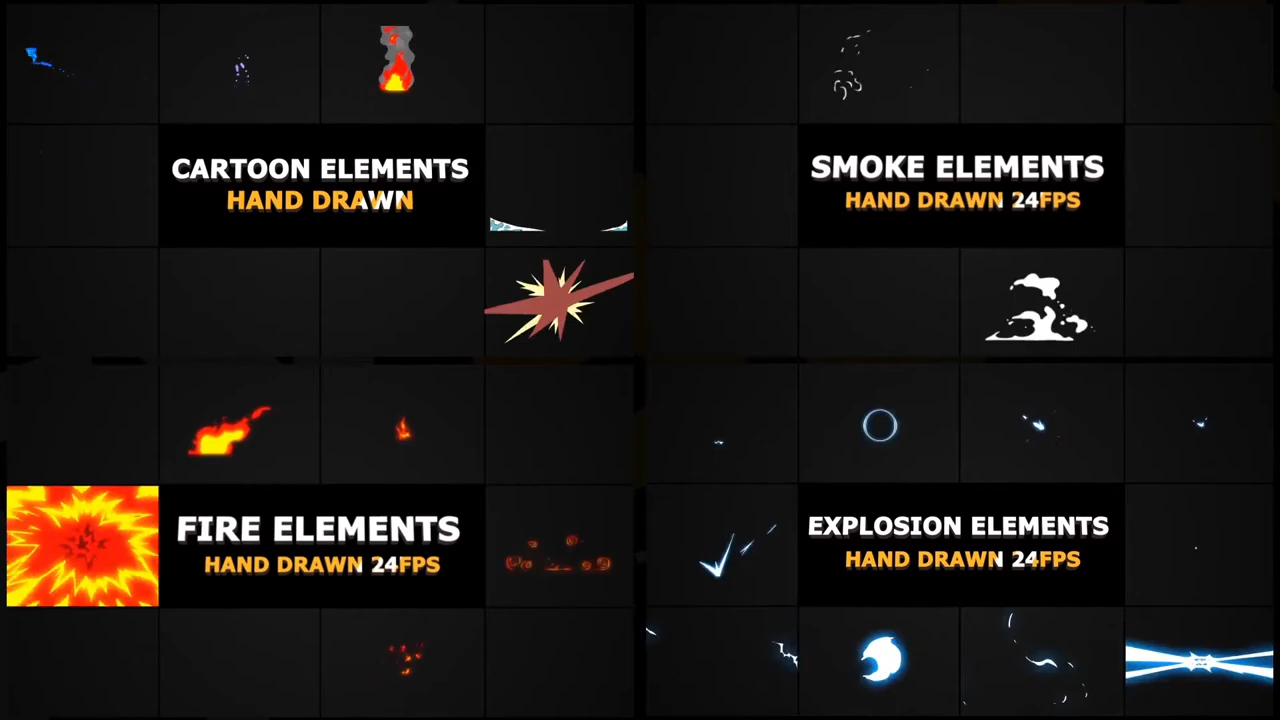 CARTOON ELEMENTS
HAND DRAWN
SMOKE ELEMENTS
HAND DRAWN 24FPS
FIRE ELEMENTS
HAND DRAWN 24FPS
EXPLOSION ELEMENTS
HAND DRAWN 24FPS